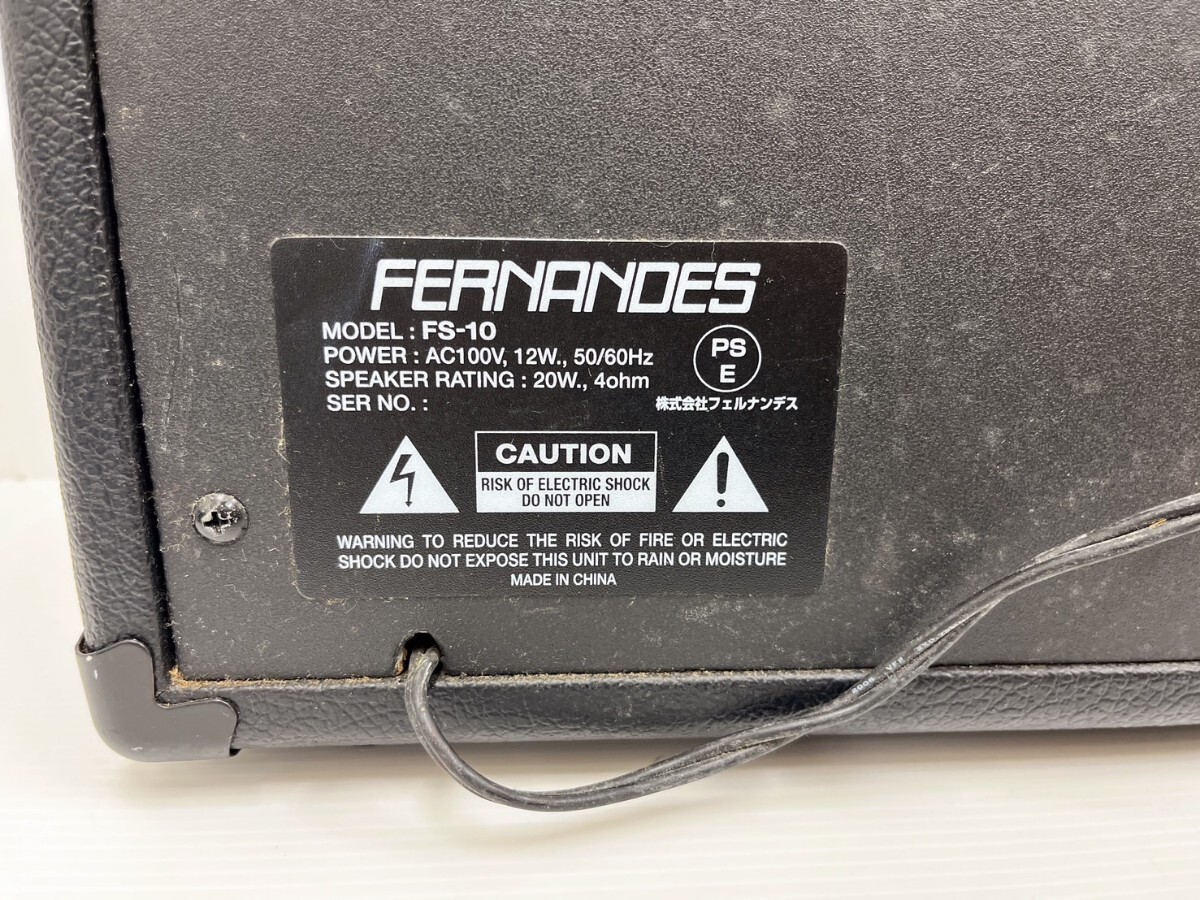 FERNANDES
MODEL : FS-10
POWER : AC100V, 12W., 50/60Hz
SPEAKER RATING : 20W., 4ohm
SER NO. :
PS
E
株式会社フェルナンデス
CAUTION
RISK OF ELECTRIC SHOCK
DO NOT OPEN
WARNING TO REDUCE THE RISK OF FIRE OR ELECTRIC
SHOCK DO NOT EXPOSE THIS UNIT TO RAIN OR MOISTURE
MADE IN CHINA